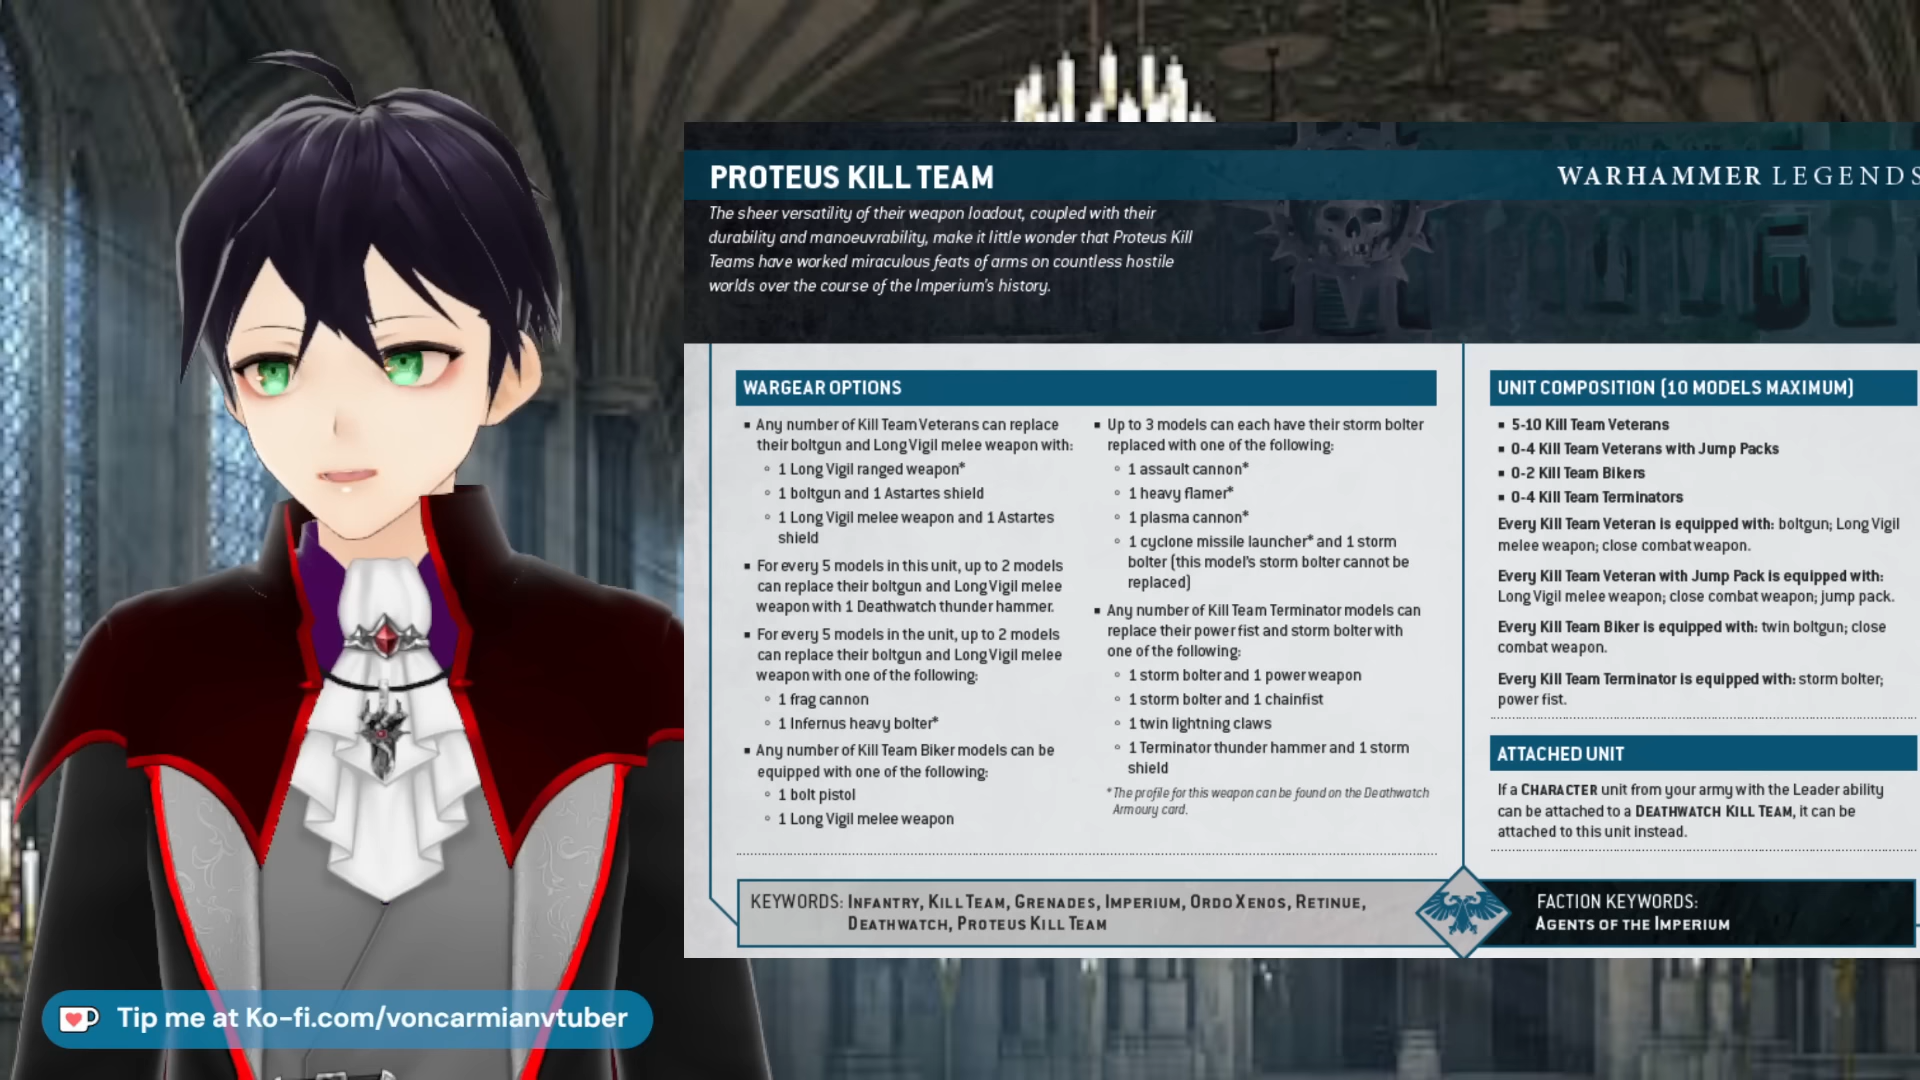 PROTEUS KILL TEAM
WARHAMMER LEGENDS
The sheer versatility of their weapon loadout, coupled with their
durability and manoeuvrability, make it little wonder that Proteus Kill
Teams have worked miraculous feats of arms on countless hostile
worlds over the course of the Imperium's history.
WARGEAR OPTIONS
▪ Any number of Kill Team Veterans can replace
their boltgun and Long Vigil melee weapon with:
◦ 1 Long Vigil ranged weapon*
◦ 1 boltgun and 1 Astartes shield
◦ 1 Long Vigil melee weapon and 1 Astartes
shield
▪ For every 5 models in this unit, up to 2 models
can replace their boltgun and Long Vigil melee
weapon with 1 Deathwatch thunder hammer.
▪ For every 5 models in the unit, up to 2 models
can replace their boltgun and Long Vigil melee
weapon with one of the following:
◦ 1 frag cannon
◦ 1 Infernus heavy bolter*
▪ Any number of Kill Team Biker models can be
equipped with one of the following:
◦ 1 bolt pistol
◦ 1 Long Vigil melee weapon
▪ Up to 3 models can each have their storm bolter
replaced with one of the following:
◦ 1 assault cannon*
◦ 1 heavy flamer*
◦ 1 plasma cannon*
◦ 1 cyclone missile launcher* and 1 storm
bolter (this model's storm bolter cannot be
replaced)
▪ Any number of Kill Team Terminator models can
replace their power fist and storm bolter with
one of the following:
◦ 1 storm bolter and 1 power weapon
◦ 1 storm bolter and 1 chainfist
◦ 1 twin lightning claws
◦ 1 Terminator thunder hammer and 1 storm
shield
* The profile for this weapon can be found on the Deathwatch
Armoury card.
UNIT COMPOSITION (10 MODELS MAXIMUM)
▪ 5-10 Kill Team Veterans
▪ 0-4 Kill Team Veterans with Jump Packs
▪ 0-2 Kill Team Bikers
▪ 0-4 Kill Team Terminators
Every Kill Team Veteran is equipped with: boltgun; Long Vigil
melee weapon; close combat weapon.
Every Kill Team Veteran with Jump Pack is equipped with:
Long Vigil melee weapon; close combat weapon; jump pack.
Every Kill Team Biker is equipped with: twin boltgun; close
combat weapon.
Every Kill Team Terminator is equipped with: storm bolter;
power fist.
ATTACHED UNIT
If a CHARACTER unit from your army with the Leader ability
can be attached to a DEATHWATCH KILL TEAM, it can be
attached to this unit instead.
KEYWORDS: INFANTRY, KILL TEAM, GRENADES, IMPERIUM, ORDO XENOS, RETINUE,
DEATHWATCH, PROTEUS KILL TEAM
FACTION KEYWORDS:
AGENTS OF THE IMPERIUM
Tip me at Ko-fi.com/voncarmianvtuber